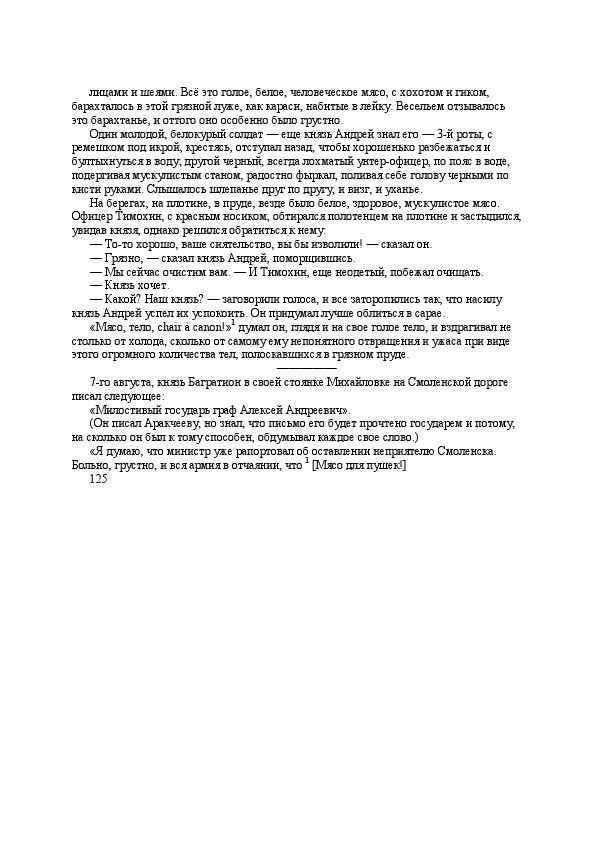 лицами и шеями. Всё это голое, белое, человеческое мясо, с хохотом и гиком,
барахталось в этой грязной луже, как караси, набитые в лейку. Весельем отзывалось
это барахтанье, и оттого оно особенно было грустно.
Один молодой, белокурый солдат — еще князь Андрей знал его — 3-й роты, с
ремешком под икрой, крестясь, отступал назад, чтобы хорошенько разбежаться и
бултыхнуться в воду; другой черный, всегда лохматый унтер-офицер, по пояс в воде,
подергивая мускулистым станом, радостно фыркал, поливая себе голову черными по
кисти руками. Слышалось шлепанье друг по другу, и визг, и уханье.
На берегах, на плотине, в пруде, везде было белое, здоровое, мускулистое мясо.
Офицер Тимохин, с красным носиком, обтирался полотенцем на плотине и застыдился,
увидав князя, однако решился обратиться к нему:
— То-то хорошо, ваше сиятельство, вы бы изволили! — сказал он.
— Грязно, — сказал князь Андрей, поморщившись.
— Мы сейчас очистим вам. — И Тимохин, еще неодетый, побежал очищать.
— Князь хочет.
— Какой? Наш князь? — заговорили голоса, и все заторопились так, что насилу
князь Андрей успел их успокоить. Он придумал лучше облиться в сарае.
«Мясо, тело, chair à canon!»1 думал он, глядя и на свое голое тело, и вздрагивал не
столько от холода, сколько от самому ему непонятного отвращения и ужаса при виде
этого огромного количества тел, полоскавшихся в грязном пруде.
7-го августа, князь Багратион в своей стоянке Михайловке на Смоленской дороге
писал следующее:
«Милостивый государь граф Алексей Андреевич».
(Он писал Аракчееву, но знал, что письмо его будет прочтено государем и потому,
на сколько он был к тому способен, обдумывал каждое свое слово.)
«Я думаю, что министр уже рапортовал об оставлении неприятелю Смоленска.
Больно, грустно, и вся армия в отчаянии, что 1 [Мясо для пушек!]
125